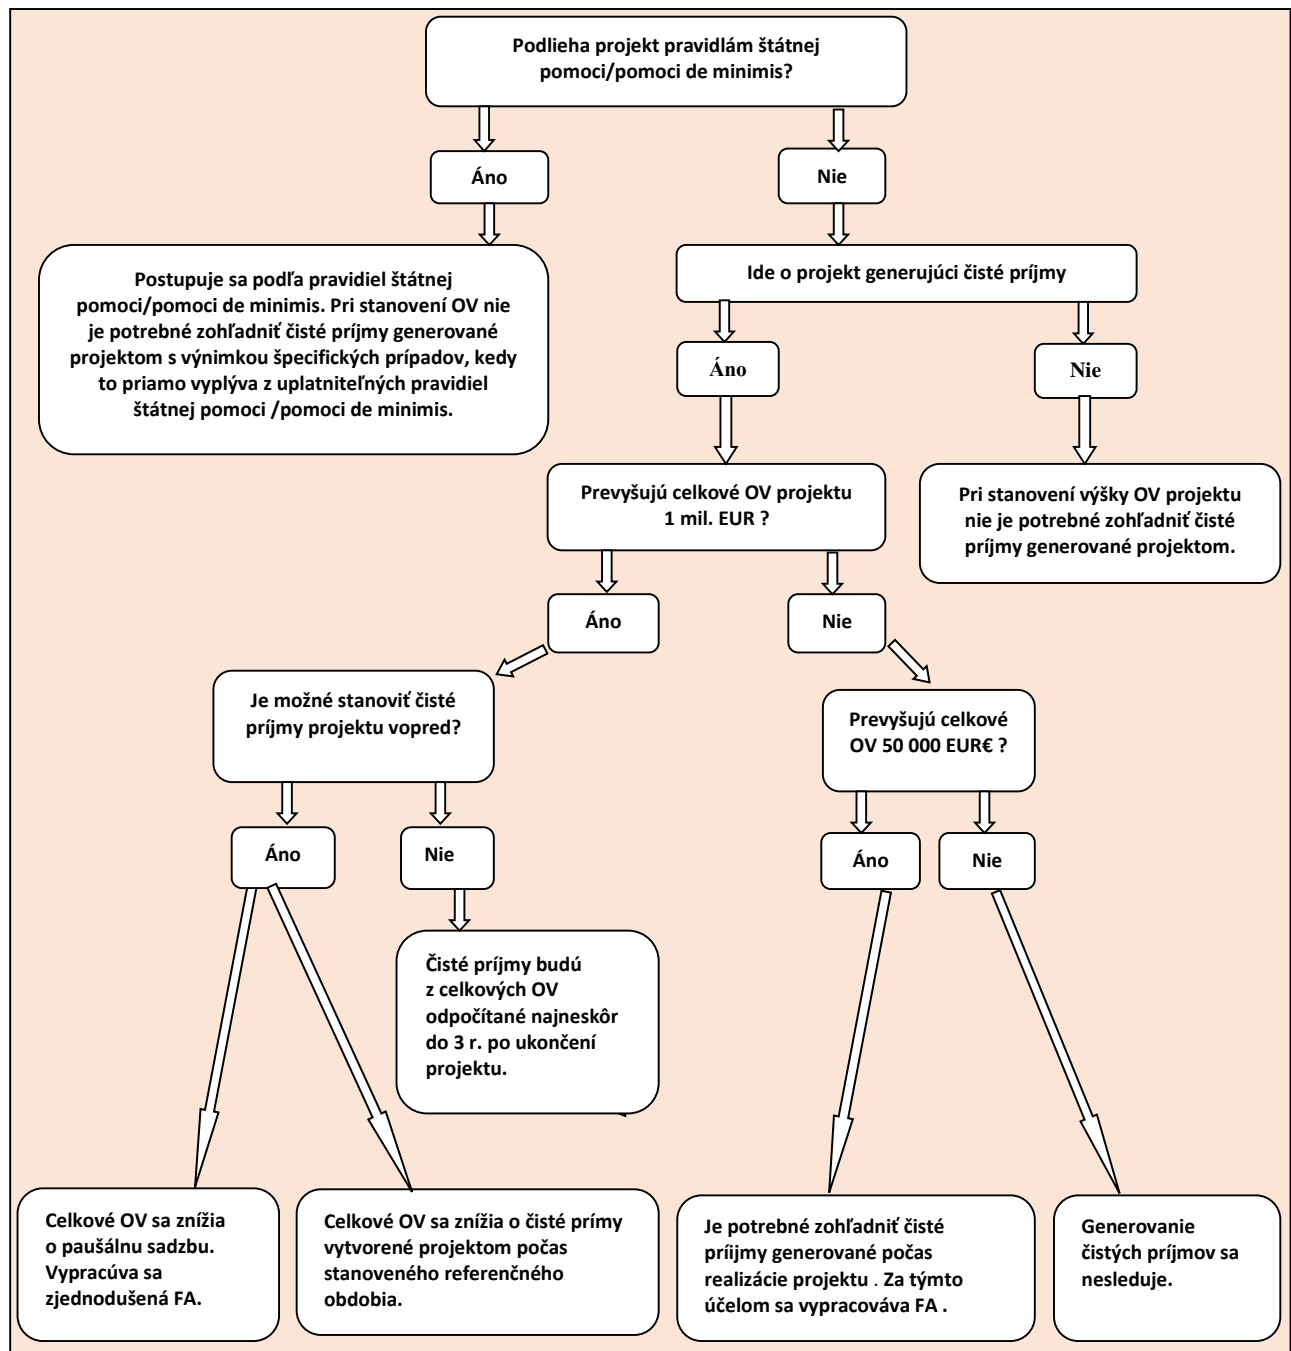 Podlieha projekt pravidlám štátnej
pomoci/pomoci de minimis?
Áno
Nie
Postupuje sa podľa pravidiel štátnej
pomoci/pomoci de minimis. Pri stanovení OV nie
je potrebné zohľadniť čisté príjmy generované
projektom s výnimkou špecifických prípadov, kedy
to priamo vyplýva z uplatniteľných pravidiel
štátnej pomoci /pomoci de minimis.
Ide o projekt generujúci čisté príjmy
Áno
Nie
Prevyšujú celkové OV projektu
1 mil. EUR ?
Pri stanovení výšky OV projektu
nie je potrebné zohľadniť čisté
príjmy generované projektom.
Áno
Nie
Je možné stanoviť čisté
príjmy projektu vopred?
Prevyšujú celkové
OV 50 000 EUR€ ?
Áno
Nie
Áno
Nie
Čisté príjmy budú
z celkových OV
odpočítané najneskôr
do 3 r. po ukončení
projektu.
Celkové OV sa znížia
o paušálnu sadzbu.
Vypracúva sa
zjednodušená FA.
Celkové OV sa znížia o čisté prímy
vytvorené projektom počas
stanoveného referenčného
obdobia.
Je potrebné zohľadniť čisté
príijmy generované počas
realizácie projektu . Za týmto
účelom sa vypracováva FA .
Generovanie
čistých príjmov sa
nesleduje.